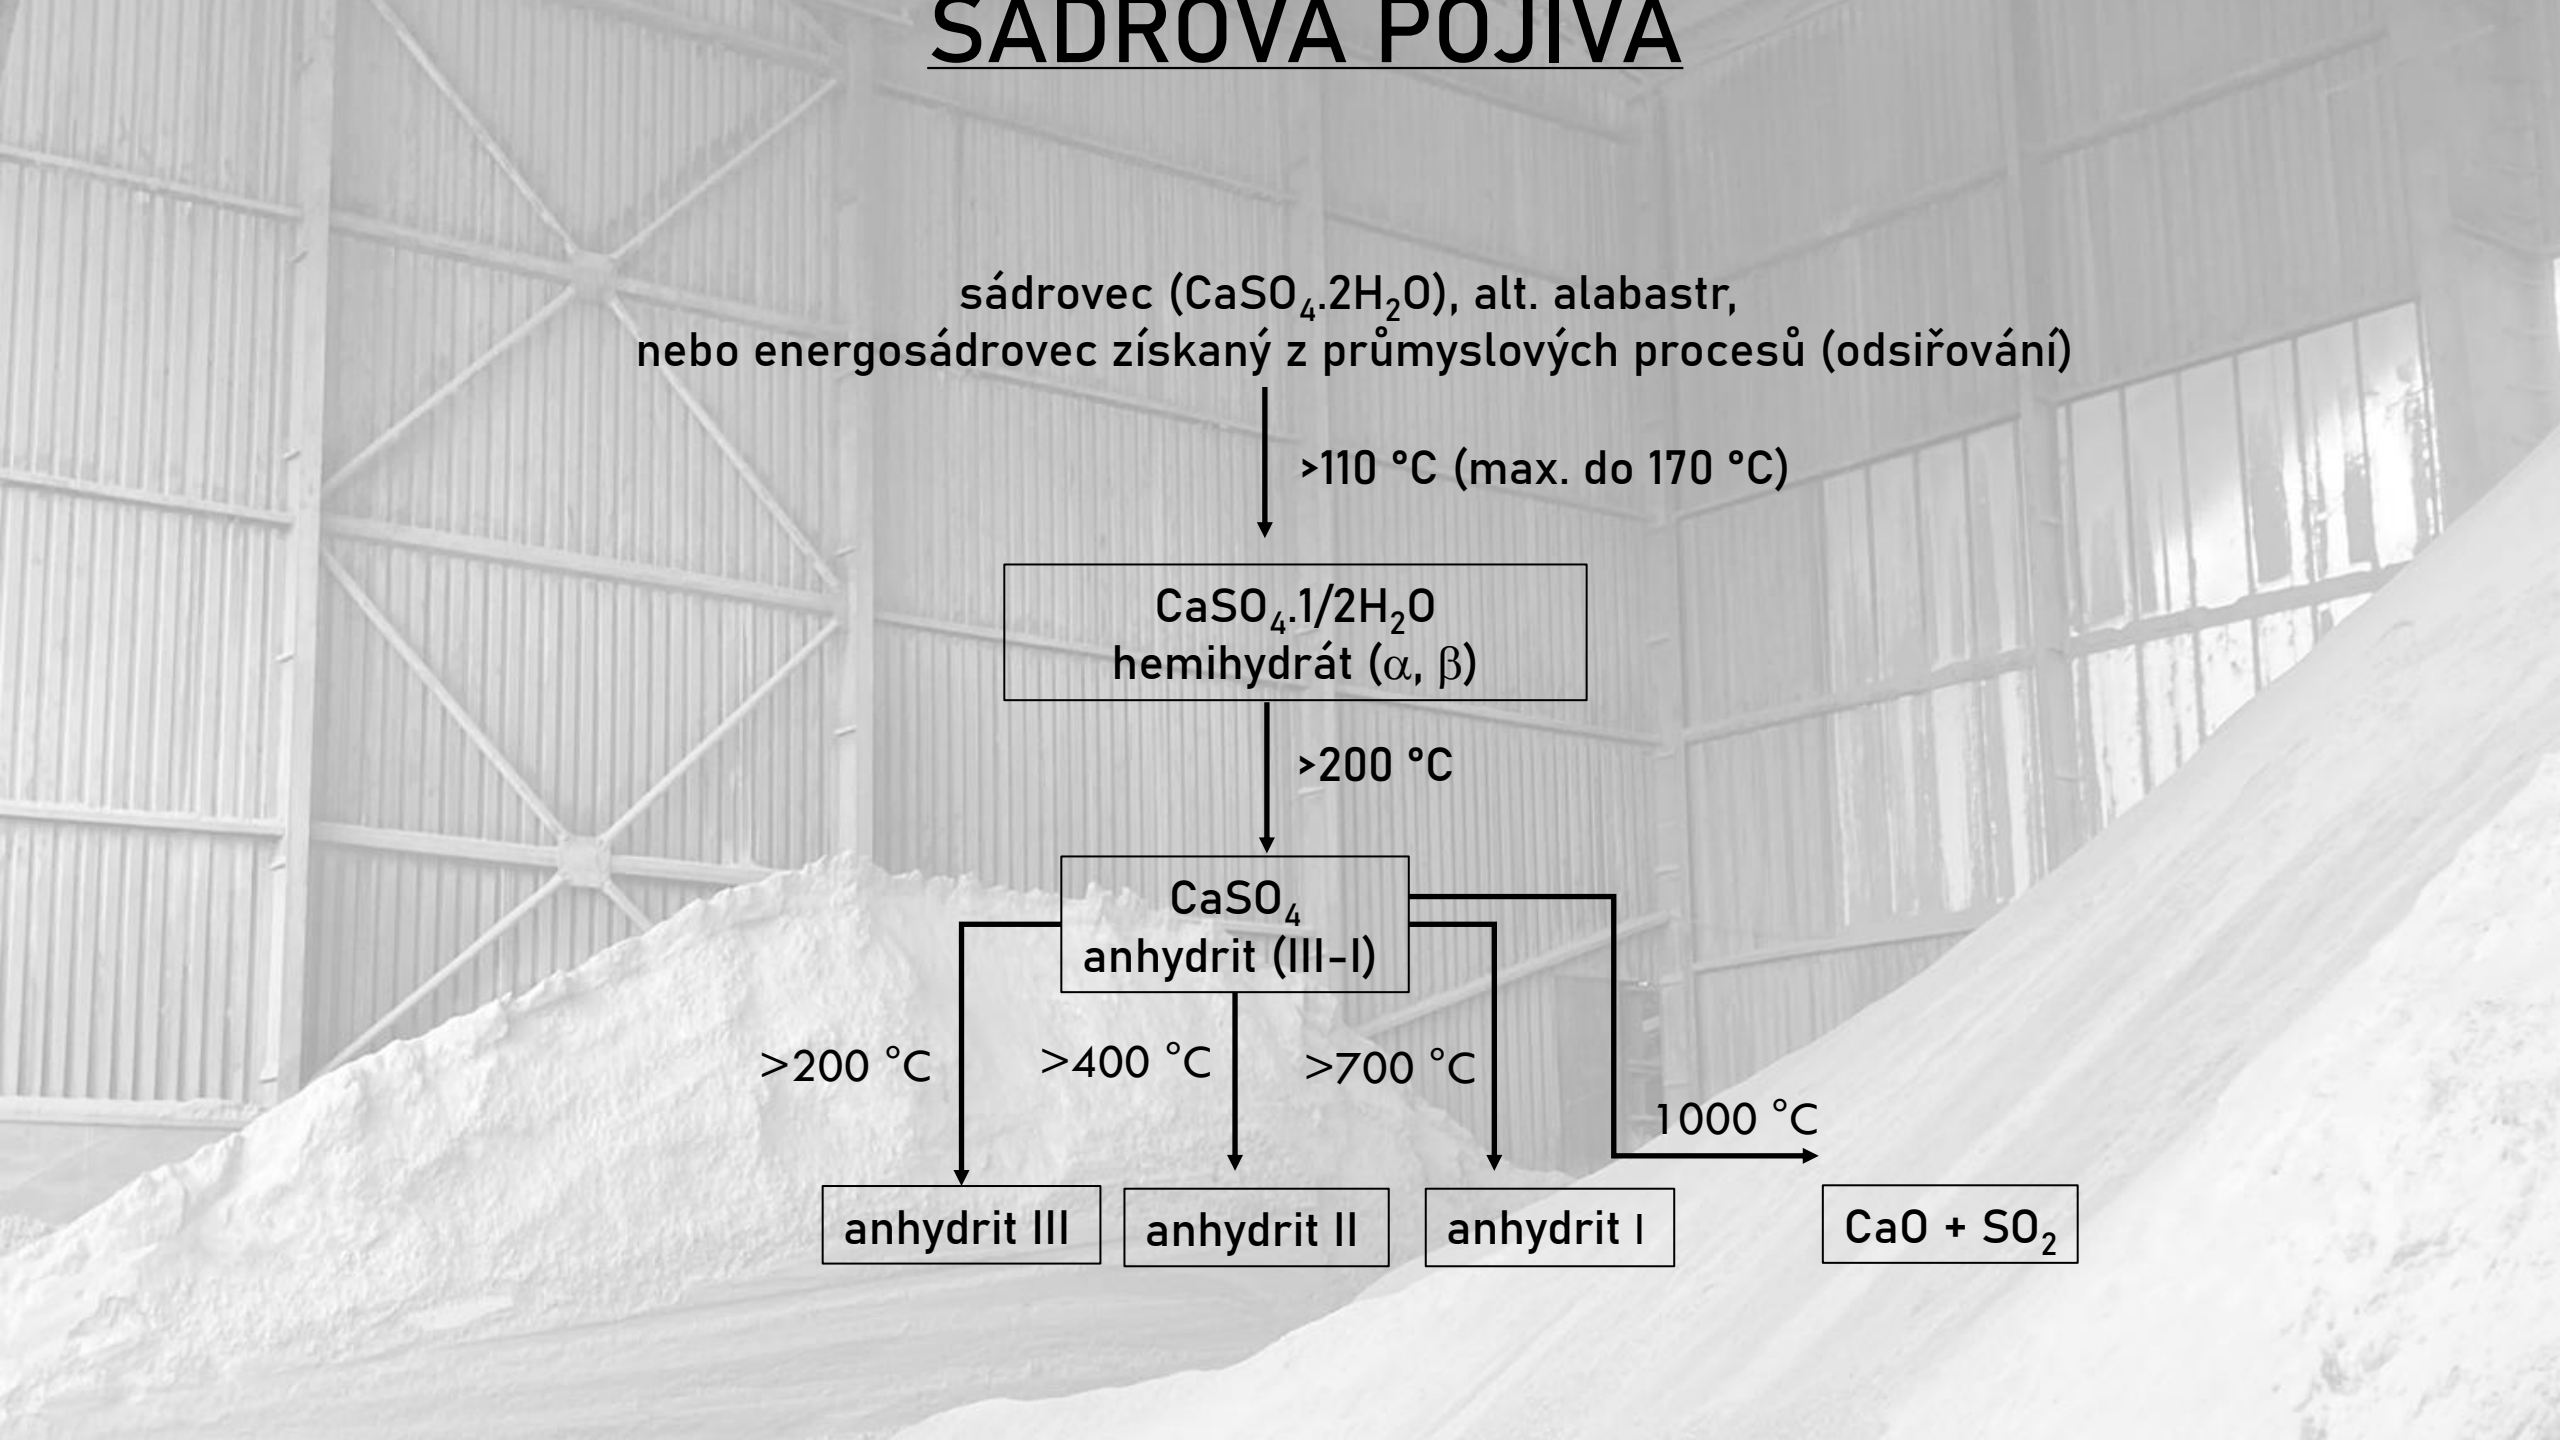 SÁDROVÁ POJIVA
sádrovec (CaSO₄.2H₂O), alt. alabastr,
nebo energosádrovec získaný z průmyslových procesů (odsiřování)
>110 °C (max. do 170 °C)
CaSO₄.1/2H₂O
hemihydrát (α, β)
>200 °C
CaSO₄
anhydrit (III-I)
>200 °C
>400 °C
>700 °C
1000 °C
anhydrit III
anhydrit II
anhydrit I
CaO + SO₂